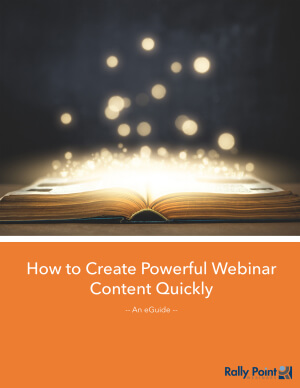 How to Create Powerful Webinar
Content Quickly
-- An eGuide --
Rally Point